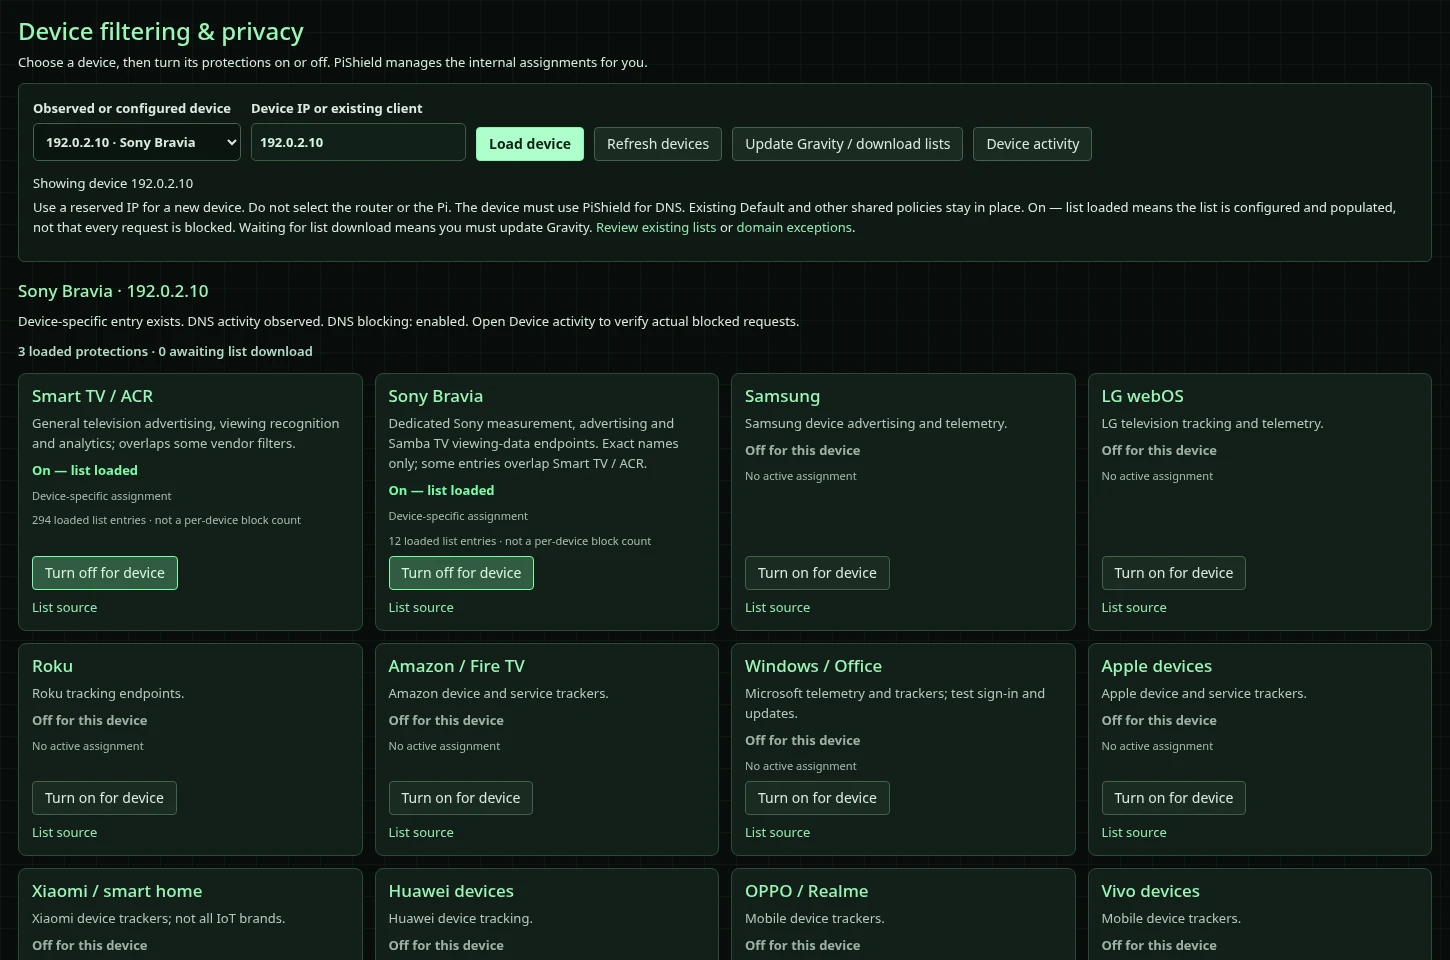 Device filtering & privacy
Choose a device, then turn its protections on or off. PiShield manages the internal assignments for you.
Observed or configured device
Device IP or existing client
192.0.2.10 · Sony Bravia
192.0.2.10
Load device
Refresh devices
Update Gravity / download lists
Device activity
Showing device 192.0.2.10
Use a reserved IP for a new device. Do not select the router or the Pi. The device must use PiShield for DNS. Existing Default and other shared policies stay in place. On — list loaded means the list is configured and populated,
not that every request is blocked. Waiting for list download means you must update Gravity. Review existing lists or domain exceptions.
Sony Bravia · 192.0.2.10
Device-specific entry exists. DNS activity observed. DNS blocking: enabled. Open Device activity to verify actual blocked requests.
3 loaded protections · 0 awaiting list download
Smart TV / ACR
General television advertising, viewing recognition
and analytics; overlaps some vendor filters.
On — list loaded
Device-specific assignment
294 loaded list entries · not a per-device block count
Turn off for device
List source
Sony Bravia
Dedicated Sony measurement, advertising and
Samba TV viewing-data endpoints. Exact names
only; some entries overlap Smart TV / ACR.
On — list loaded
Device-specific assignment
12 loaded list entries · not a per-device block count
Turn off for device
List source
Samsung
Samsung device advertising and telemetry.
Off for this device
No active assignment
Turn on for device
List source
LG webOS
LG television tracking and telemetry.
Off for this device
No active assignment
Turn on for device
List source
Roku
Roku tracking endpoints.
Off for this device
No active assignment
Turn on for device
List source
Amazon / Fire TV
Amazon device and service trackers.
Off for this device
No active assignment
Turn on for device
List source
Windows / Office
Microsoft telemetry and trackers; test sign-in and
updates.
Off for this device
No active assignment
Turn on for device
List source
Apple devices
Apple device and service trackers.
Off for this device
No active assignment
Turn on for device
List source
Xiaomi / smart home
Xiaomi device trackers; not all IoT brands.
Off for this device
Huawei devices
Huawei device tracking.
Off for this device
OPPO / Realme
Mobile device trackers.
Off for this device
Vivo devices
Mobile device trackers.
Off for this device